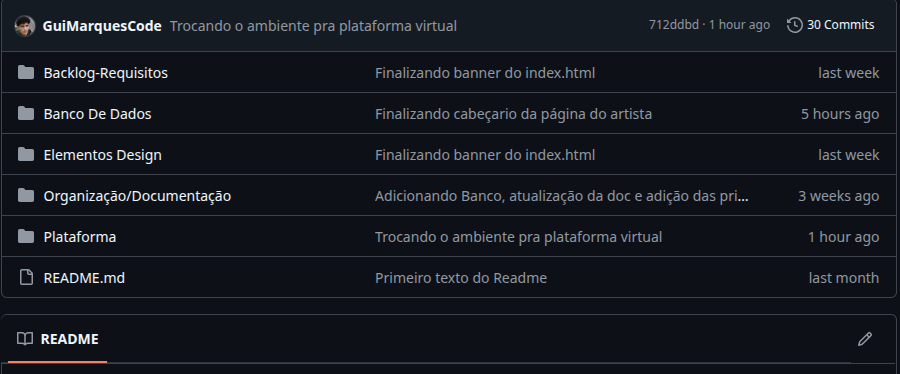 GuiMarquesCode Trocando o ambiente pra plataforma virtual 712ddbd · 1 hour ago 30 Commits
Backlog-Requisitos Finalizando banner do index.html last week
Banco De Dados Finalizando cabeçario da página do artista 5 hours ago
Elementos Design Finalizando banner do index.html last week
Organização/Documentação Adicionando Banco, atualização da doc e adição das pri... 3 weeks ago
Plataforma Trocando o ambiente pra plataforma virtual 1 hour ago
README.md Primeiro texto do Readme last month
README